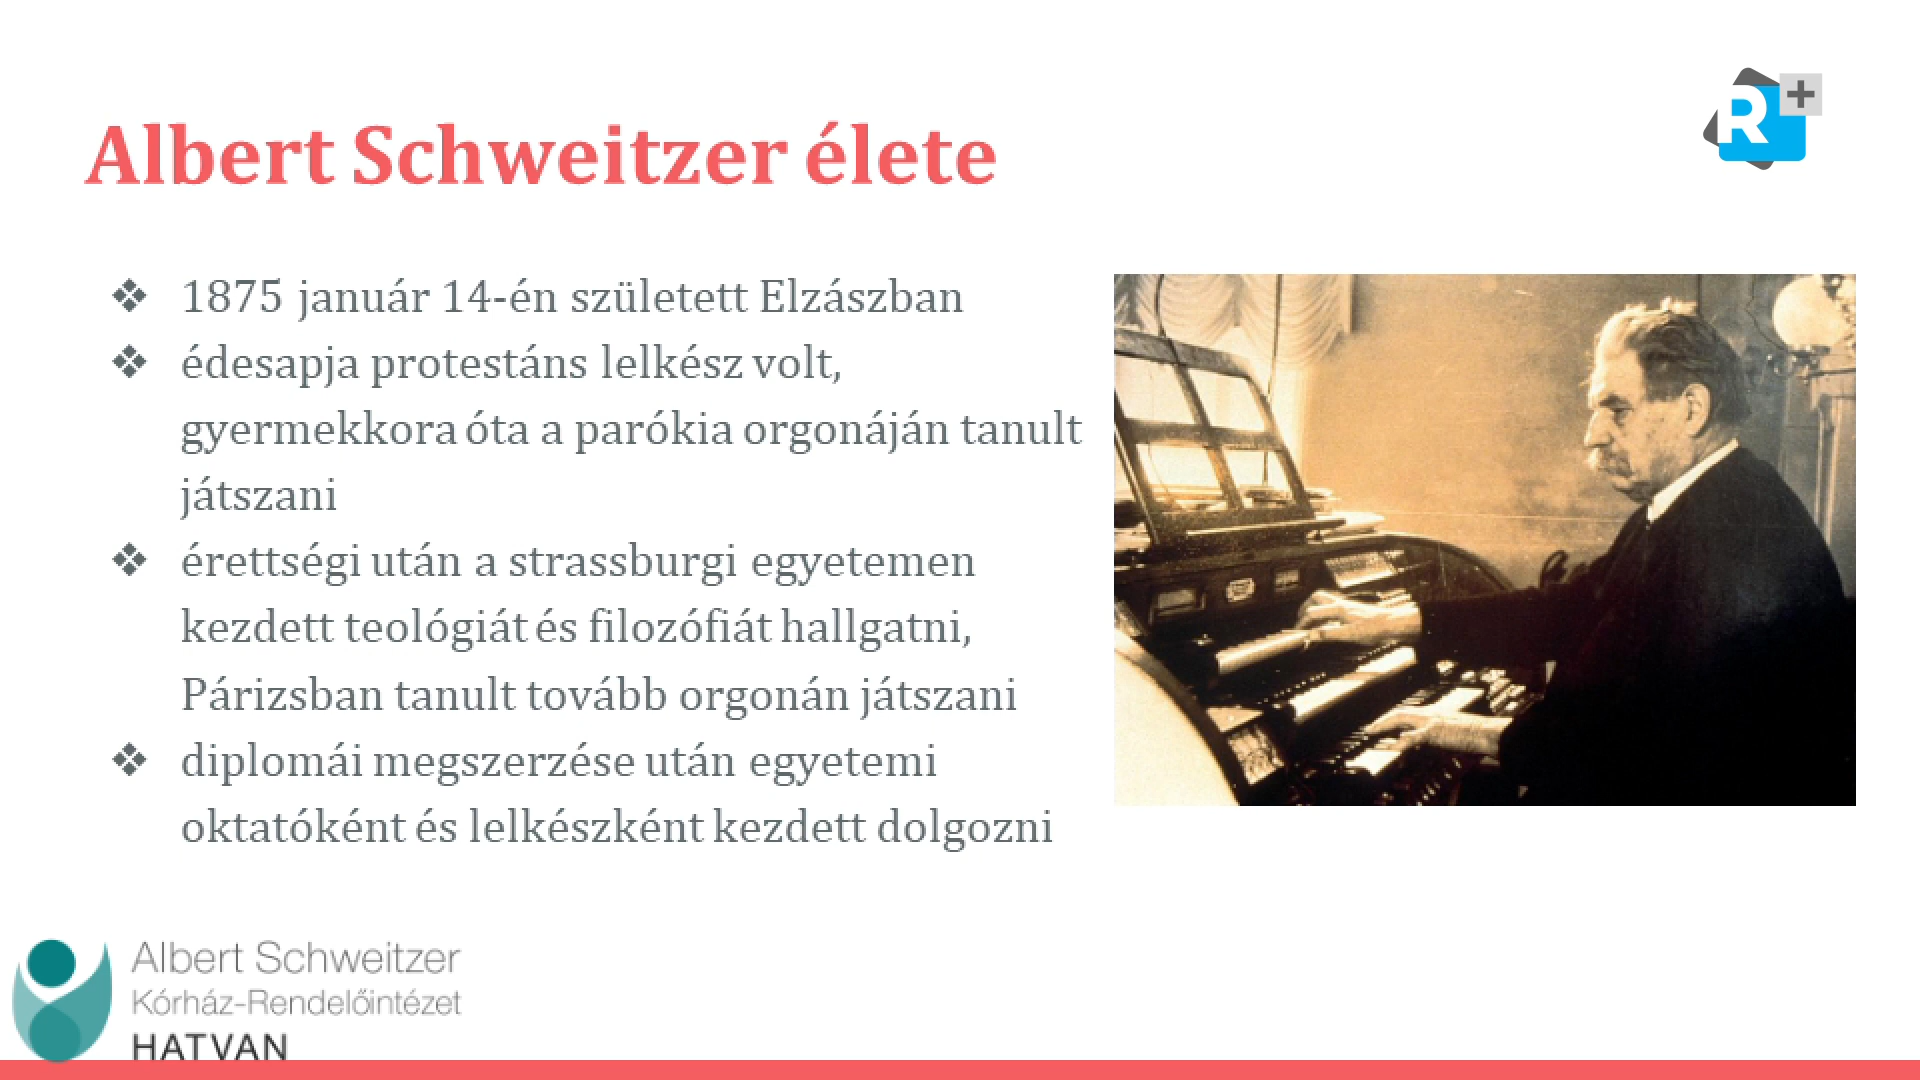 Albert Schweitzer élete
R+
❖ 1875 január 14-én született Elzászban
❖ édesapja protestáns lelkész volt,
gyermekkora óta a parókia orgonáján tanult
játszani
❖ érettségi után a strassburgi egyetemen
kezdett teológiát és filozófiát hallgatni,
Párizsban tanult tovább orgonán játszani
❖ diplomái megszerzése után egyetemi
oktatóként és lelkészként kezdett dolgozni
Albert Schweitzer
Kórház-Rendelőintézet
HATVAN